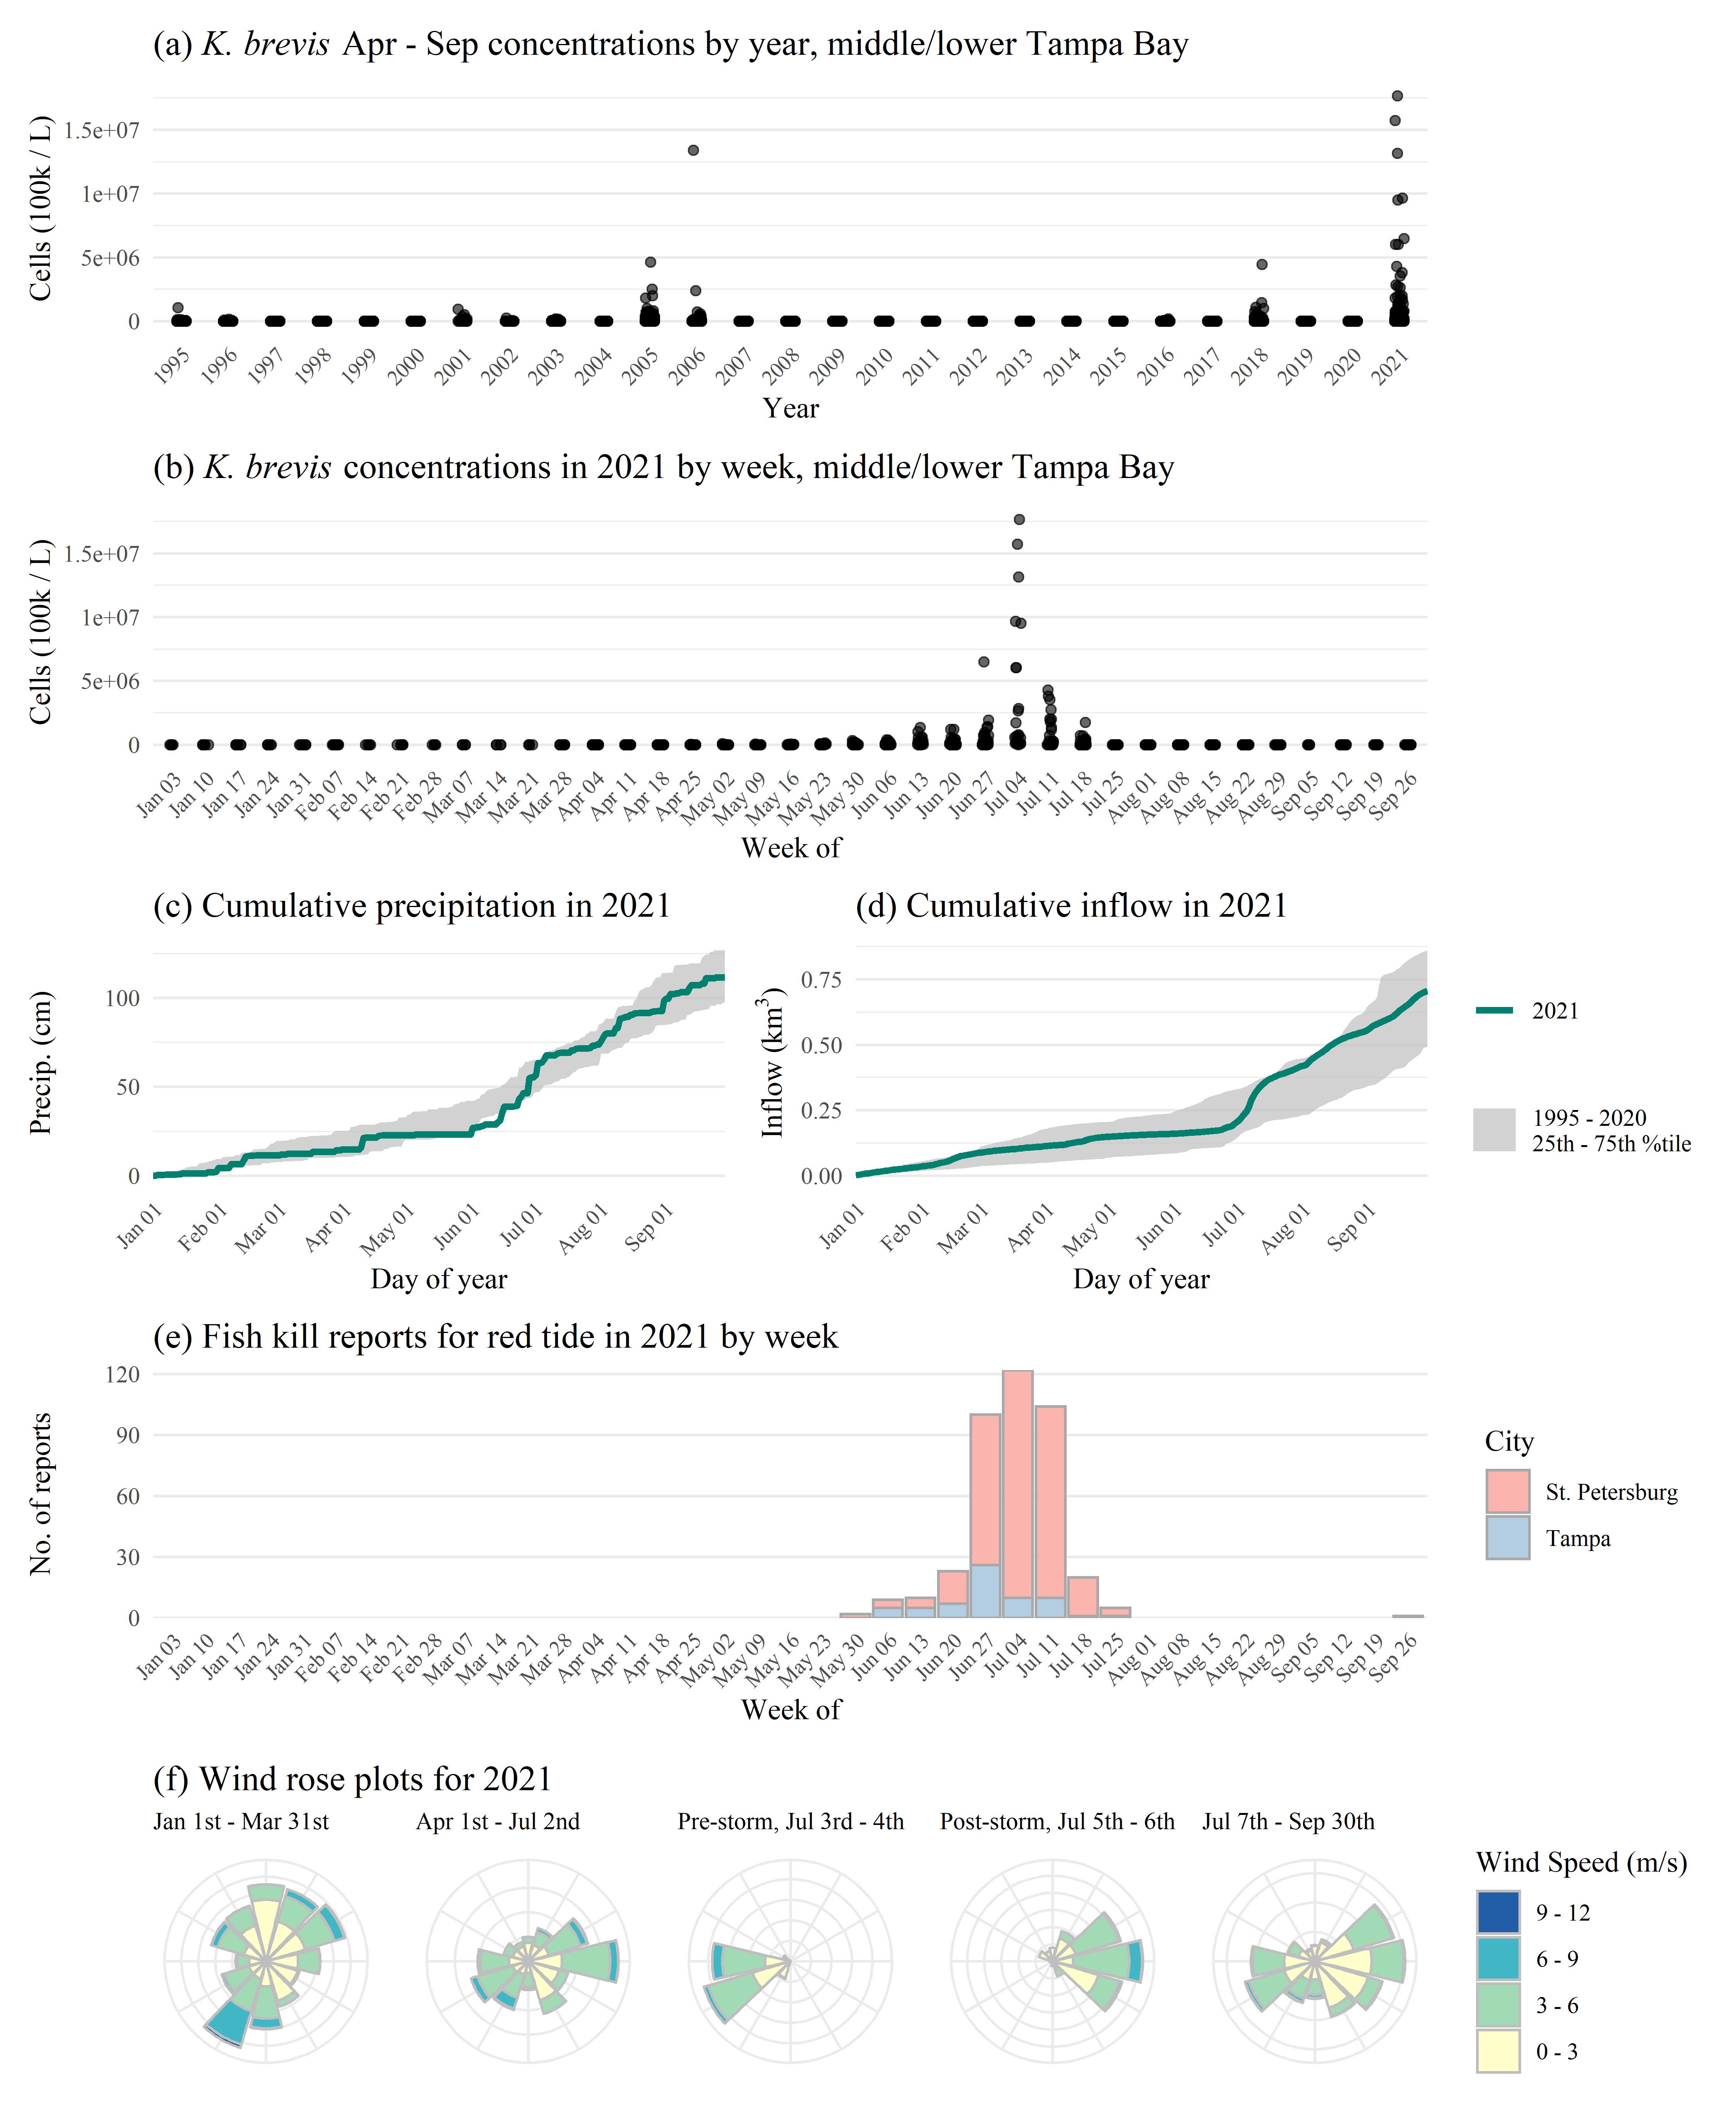 (a) K. brevis Apr - Sep concentrations by year, middle/lower Tampa Bay
Cells (100k / L)
1.5e+07
1e+07
5e+06
0
1995 1996 1997 1998 1999 2000 2001 2002 2003 2004 2005 2006 2007 2008 2009 2010 2011 2012 2013 2014 2015 2016 2017 2018 2019 2020 2021
Year
(b) K. brevis concentrations in 2021 by week, middle/lower Tampa Bay
Cells (100k / L)
1.5e+07
1e+07
5e+06
0
Jan 03 Jan 10 Jan 17 Jan 24 Jan 31 Feb 07 Feb 14 Feb 21 Feb 28 Mar 07 Mar 14 Mar 21 Mar 28 Apr 04 Apr 11 Apr 18 Apr 25 May 02 May 09 May 16 May 23 May 30 Jun 06 Jun 13 Jun 20 Jun 27 Jul 04 Jul 11 Jul 18 Jul 25 Aug 01 Aug 08 Aug 15 Aug 22 Aug 29 Sep 05 Sep 12 Sep 19 Sep 26
Week of
(c) Cumulative precipitation in 2021
Precip. (cm)
100
50
0
Jan 01 Feb 01 Mar 01 Apr 01 May 01 Jun 01 Jul 01 Aug 01 Sep 01
Day of year
(d) Cumulative inflow in 2021
Inflow (km³)
0.75
0.50
0.25
0.00
Jan 01 Feb 01 Mar 01 Apr 01 May 01 Jun 01 Jul 01 Aug 01 Sep 01
Day of year
2021
1995 - 2020
25th - 75th %tile
(e) Fish kill reports for red tide in 2021 by week
No. of reports
120
90
60
30
0
Jan 03 Jan 10 Jan 17 Jan 24 Jan 31 Feb 07 Feb 14 Feb 21 Feb 28 Mar 07 Mar 14 Mar 21 Mar 28 Apr 04 Apr 11 Apr 18 Apr 25 May 02 May 09 May 16 May 23 May 30 Jun 06 Jun 13 Jun 20 Jun 27 Jul 04 Jul 11 Jul 18 Jul 25 Aug 01 Aug 08 Aug 15 Aug 22 Aug 29 Sep 05 Sep 12 Sep 19 Sep 26
Week of
City
St. Petersburg
Tampa
(f) Wind rose plots for 2021
Jan 1st - Mar 31st
Apr 1st - Jul 2nd
Pre-storm, Jul 3rd - 4th
Post-storm, Jul 5th - 6th
Jul 7th - Sep 30th
Wind Speed (m/s)
9 - 12
6 - 9
3 - 6
0 - 3